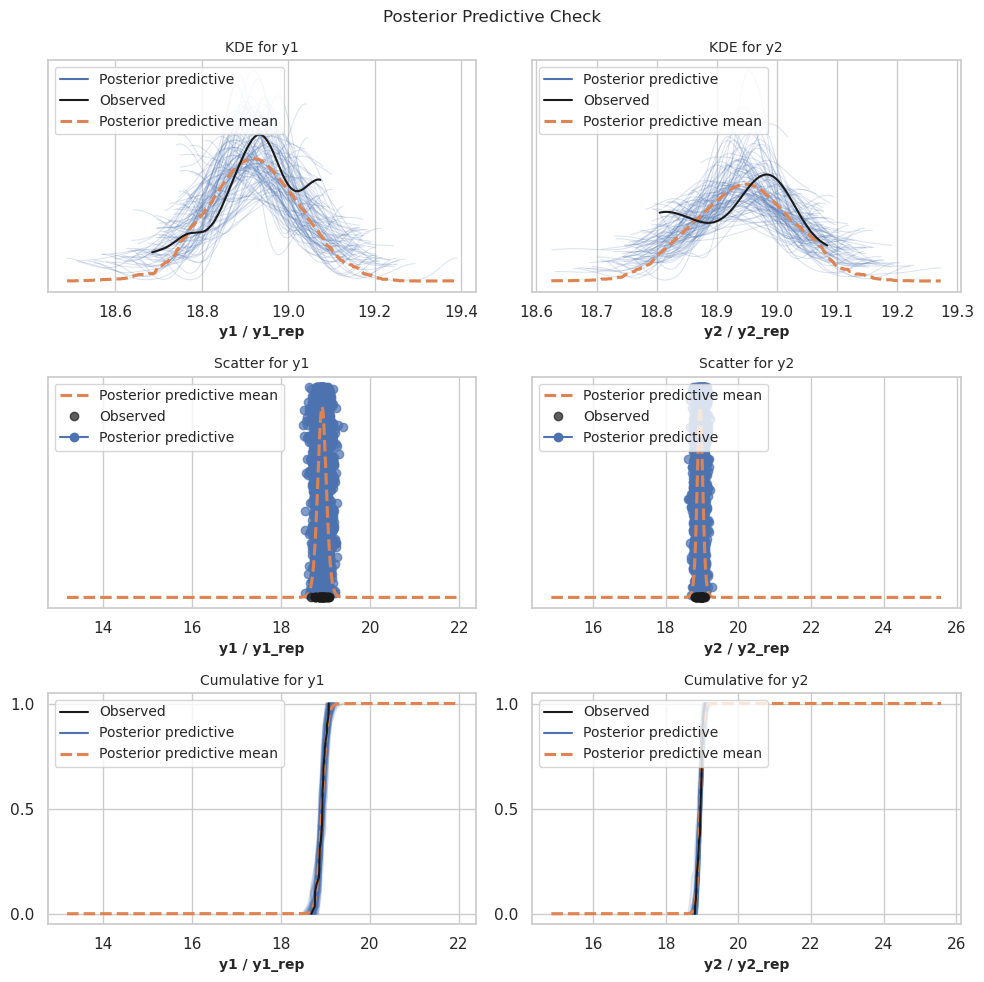 Posterior Predictive Check
KDE for y1
Posterior predictive
Observed
Posterior predictive mean
18.6 18.8 19.0 19.2 19.4
y1 / y1_rep
KDE for y2
Posterior predictive
Observed
Posterior predictive mean
18.6 18.7 18.8 18.9 19.0 19.1 19.2 19.3
y2 / y2_rep
Scatter for y1
Posterior predictive mean
Observed
Posterior predictive
14 16 18 20 22
y1 / y1_rep
Scatter for y2
Posterior predictive mean
Observed
Posterior predictive
16 18 20 22 24 26
y2 / y2_rep
Cumulative for y1
1.0
0.5
0.0
Observed
Posterior predictive
Posterior predictive mean
14 16 18 20 22
y1 / y1_rep
Cumulative for y2
1.0
0.5
0.0
Observed
Posterior predictive
Posterior predictive mean
16 18 20 22 24 26
y2 / y2_rep